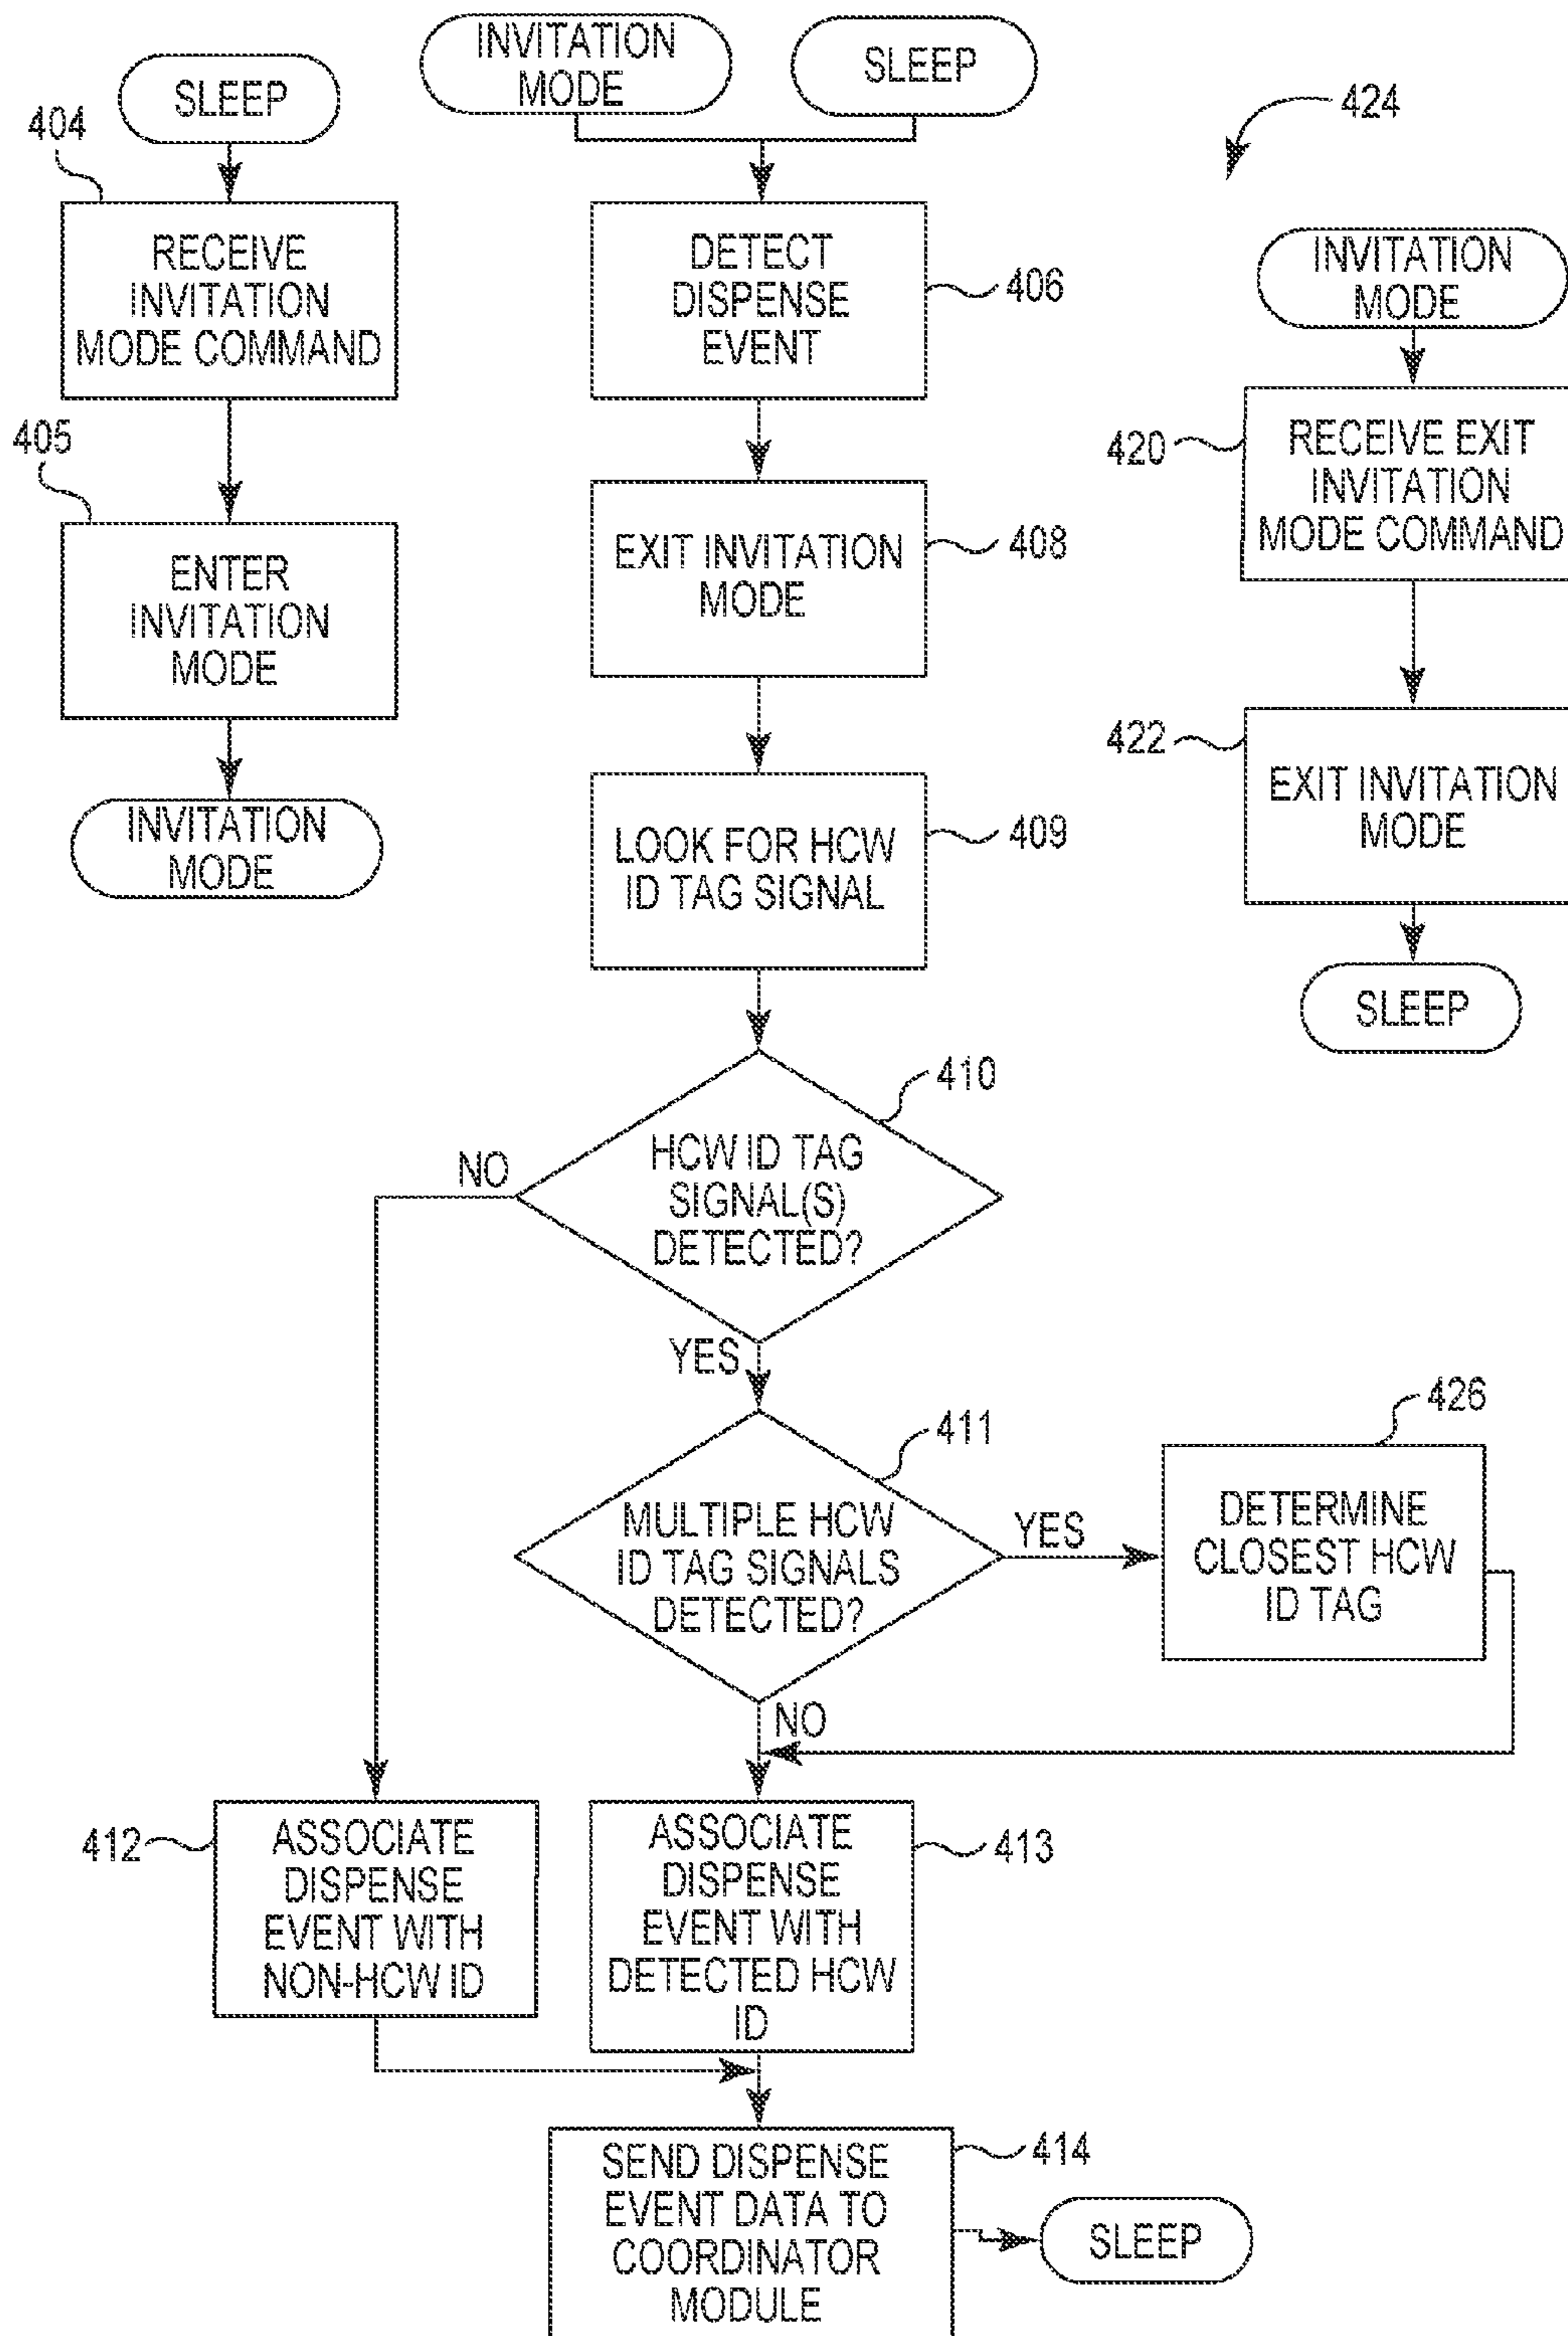 SLEEP
404
RECEIVE
INVITATION
MODE COMMAND
405
ENTER
INVITATION
MODE
INVITATION
MODE
INVITATION
MODE
SLEEP
DETECT
DISPENSE
EVENT
406
EXIT INVITATION
MODE
408
LOOK FOR HCW
ID TAG SIGNAL
409
HCW ID TAG
SIGNAL(S)
DETECTED?
410
NO
YES
MULTIPLE HCW
ID TAG SIGNALS
DETECTED?
411
YES
NO
DETERMINE
CLOSEST HCW
ID TAG
426
412
ASSOCIATE
DISPENSE
EVENT WITH
NON-HCW ID
ASSOCIATE
DISPENSE
EVENT WITH
DETECTED HCW
ID
413
SEND DISPENSE
EVENT DATA TO
COORDINATOR
MODULE
414
SLEEP
424
INVITATION
MODE
420
RECEIVE EXIT
INVITATION
MODE COMMAND
422
EXIT INVITATION
MODE
SLEEP